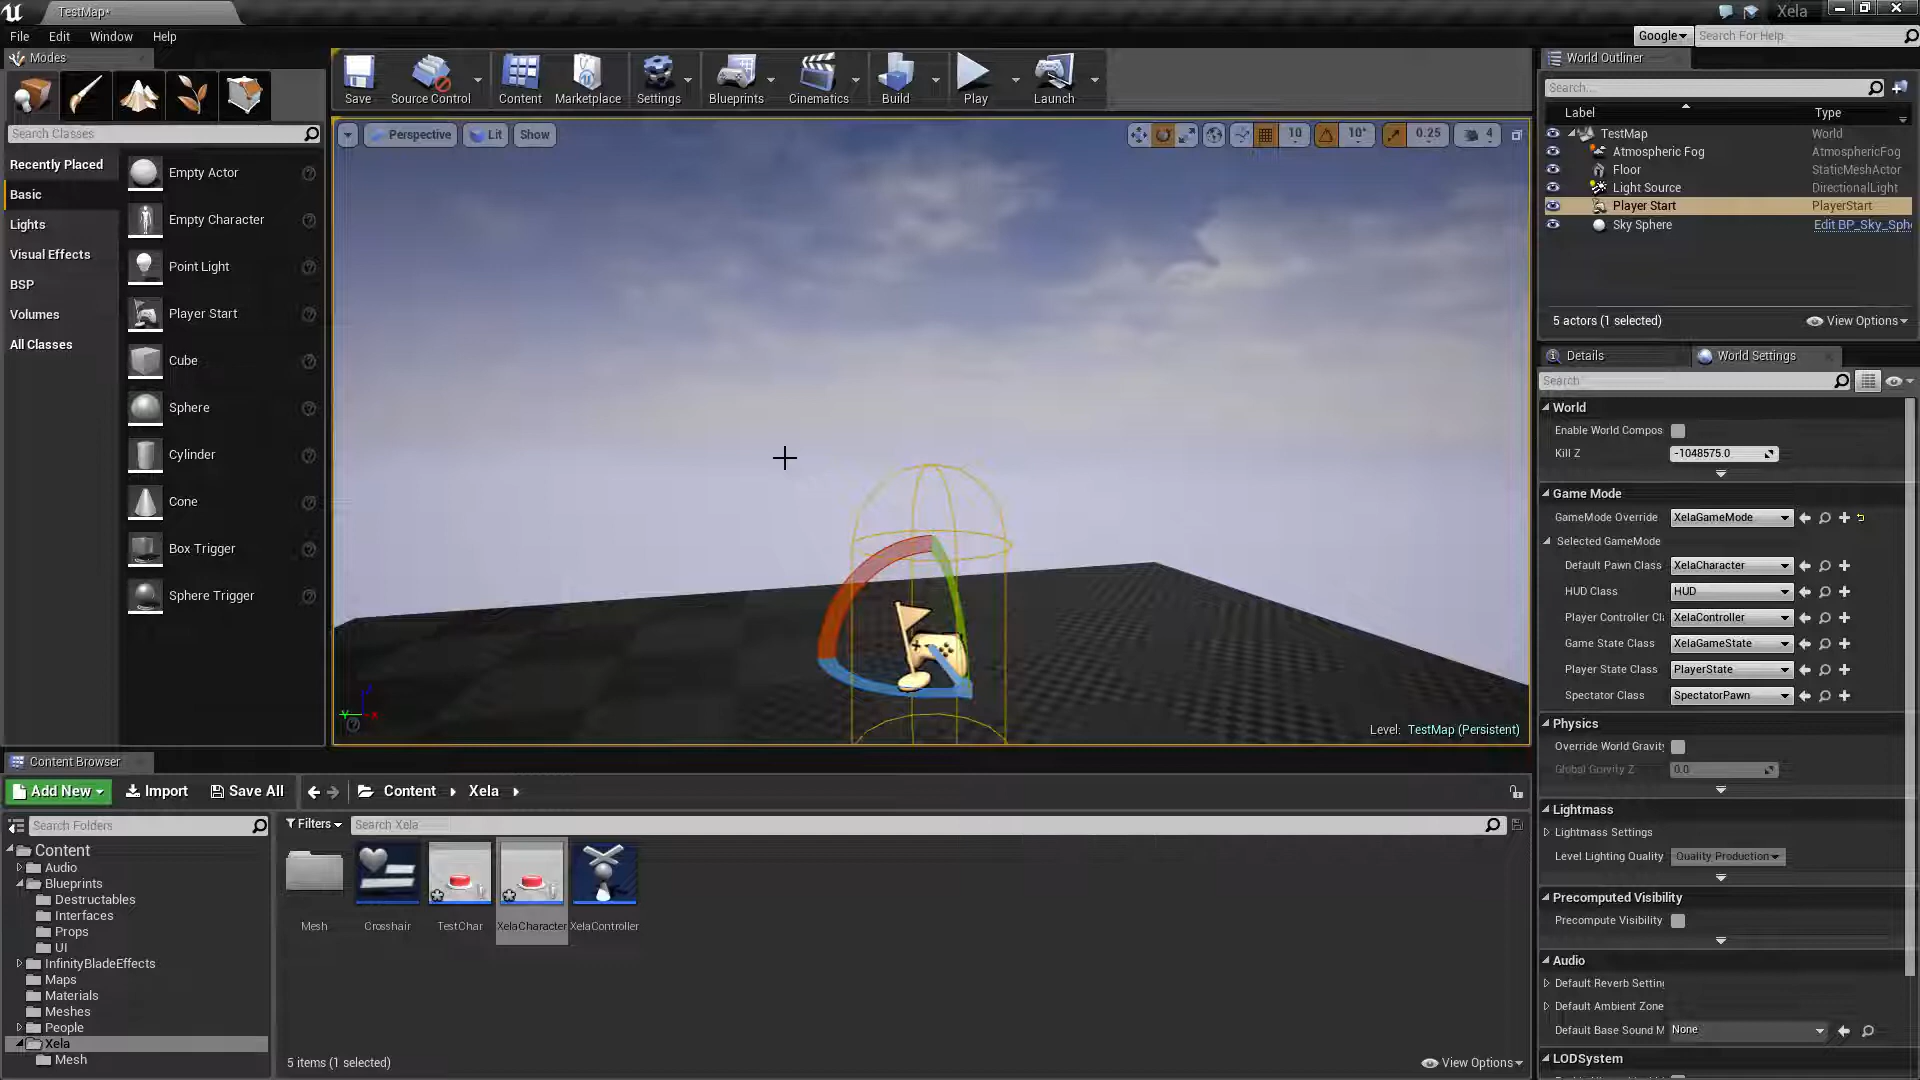 TestMap*
Xela
File Edit Window Help
Google
Search For Help
Modes
Search Classes
Recently Placed
Basic
Lights
Visual Effects
BSP
Volumes
All Classes
Empty Actor
Empty Character
Point Light
Player Start
Cube
Sphere
Cylinder
Cone
Box Trigger
Sphere Trigger
Save
Source Control
Content
Marketplace
Settings
Blueprints
Cinematics
Build
Play
Launch
Perspective Lit Show
10 10° 0.25 4
Level: TestMap (Persistent)
World Outliner
Search...
Label Type
TestMap World
Atmospheric Fog AtmosphericFog
Floor StaticMeshActor
Light Source DirectionalLight
Player Start PlayerStart
Sky Sphere Edit BP_Sky_Sph
5 actors (1 selected)
View Options
Details World Settings
Search
World
Enable World Compos
Kill Z -1048575.0
Game Mode
GameMode Override XelaGameMode
Selected GameMode
Default Pawn Class XelaCharacter
HUD Class HUD
Player Controller Cl XelaController
Game State Class XelaGameState
Player State Class PlayerState
Spectator Class SpectatorPawn
Physics
Override World Gravit
Global Gravity Z 0.0
Lightmass
Lightmass Settings
Level Lighting Quality Quality Production
Precomputed Visibility
Precompute Visibility
Audio
Default Reverb Settin
Default Ambient Zone
Default Base Sound M None
LODSystem
Content Browser
Add New Import Save All Content Xela
Search Folders
Content
Audio
Blueprints
Destructables
Interfaces
Props
UI
InfinityBladeEffects
Maps
Materials
Meshes
People
Xela
Mesh
Filters
Search Xela
Mesh
Crosshair
TestChar
XelaCharacter
XelaController
5 items (1 selected)
View Options